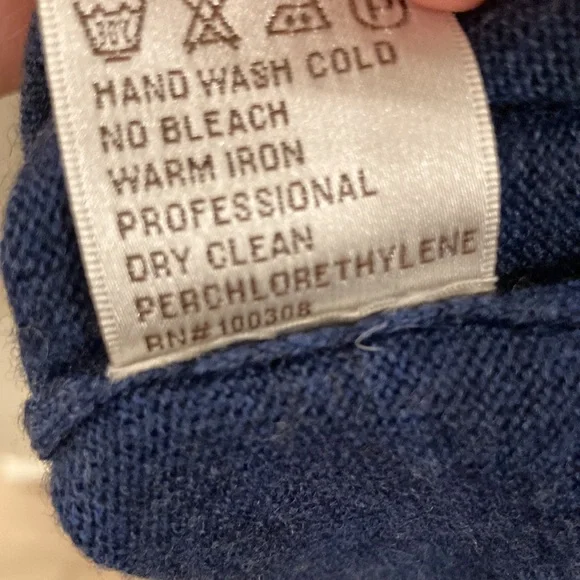 HAND WASH COLD
NO BLEACH
WARM IRON
PROFESSIONAL
DRY CLEAN
PERCHLORETHYLENE
RN# 100308